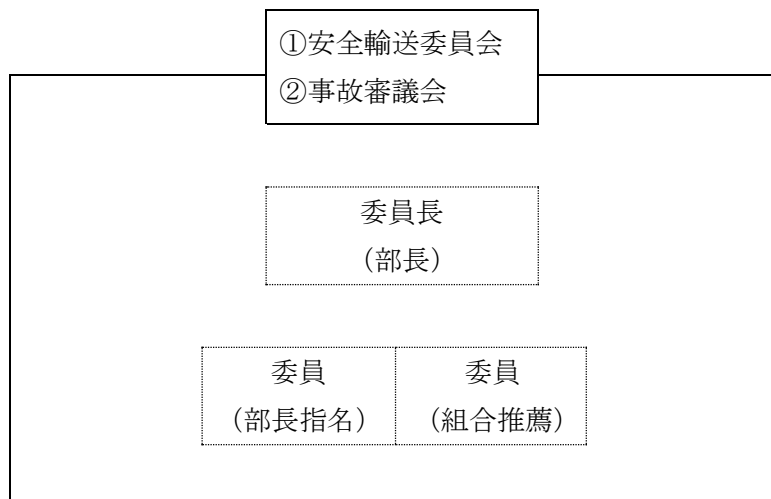 ①安全輸送委員会
②事故審議会
委員長
（部長）
委員
（部長指名）
委員
（組合推薦）